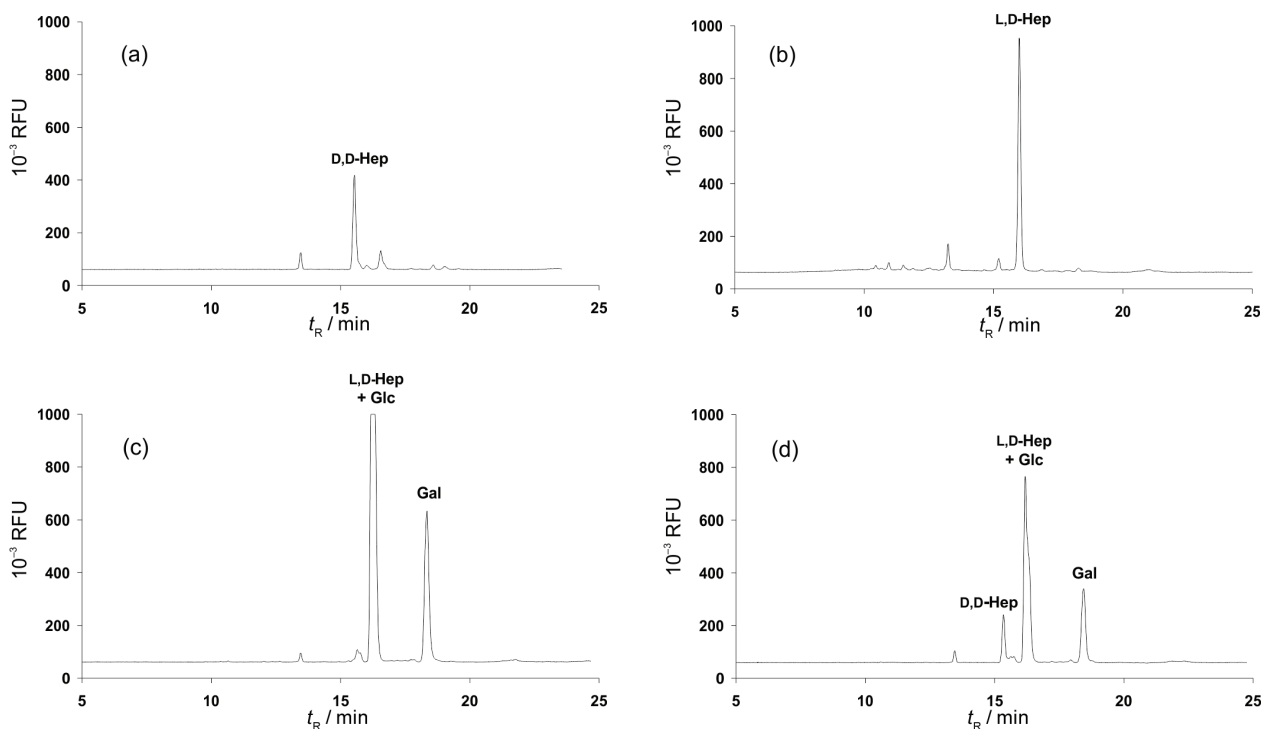 (a)
1000
800
600
400
200
0
10⁻³ RFU
D,D-Hep
5 10 15 20 25
tR / min
(b)
1000
800
600
400
200
0
10⁻³ RFU
L,D-Hep
5 10 15 20 25
tR / min
(c)
1000
800
600
400
200
0
10⁻³ RFU
L,D-Hep
+ Glc
Gal
5 10 15 20 25
tR / min
(d)
1000
800
600
400
200
0
10⁻³ RFU
L,D-Hep
+ Glc
D,D-Hep
Gal
5 10 15 20 25
tR / min